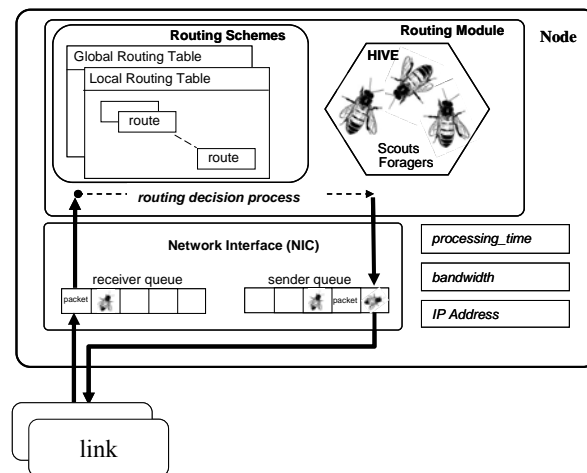 Node
Routing Schemes
Routing Module
Global Routing Table
HIVE
Local Routing Table
route
route
Scouts
Foragers
routing decision process
Network Interface (NIC)
receiver queue
sender queue
packet
packet
processing_time
bandwidth
IP Address
link